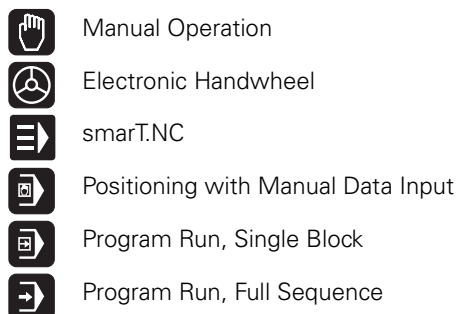 Manual Operation
Electronic Handwheel
smarT.NC
Positioning with Manual Data Input
Program Run, Single Block
Program Run, Full Sequence